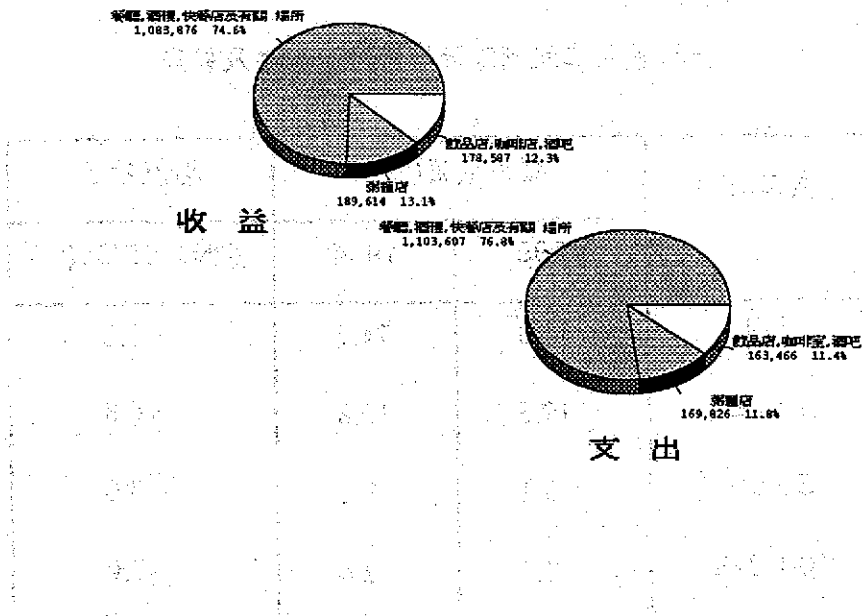 餐廳,酒樓,快餐店及有關 場所
1,083,876 74.6%
飲品店,咖啡店,酒吧
178,587 12.3%
粥麵店
189,614 13.1%
收 益
餐廳,酒樓,快餐店及有關 場所
1,103,607 76.8%
飲品店,咖啡室,酒吧
163,466 11.4%
粥麵店
169,826 11.8%
支 出